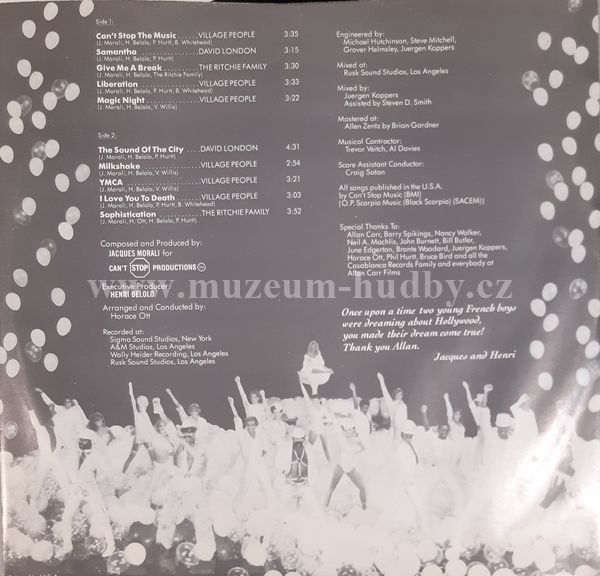 Side 1:
Can't Stop The Music ...... VILLAGE PEOPLE 3:35
(J. Morali, H. Belolo, P. Hurtt, B. Whitehead)
Samantha ................ DAVID LONDON 3:15
(J. Morali, H. Belolo, P. Hurtt)
Give Me A Break ..... THE RITCHIE FAMILY 3:30
(J. Morali, H. Belolo, The Ritchie Family)
Liberation ............... VILLAGE PEOPLE 3:33
(J. Morali, H. Belolo, P. Hurtt, B. Whitehead)
Magic Night ............. VILLAGE PEOPLE 3:22
(J. Morali, H. Belolo, V. Willis)
Side 2:
The Sound Of The City .... DAVID LONDON 4:31
(J. Morali, H. Belolo, P. Hurtt)
Milkshake ............... VILLAGE PEOPLE 2:54
(J. Morali, H. Belolo, V. Willis)
YMCA ................... VILLAGE PEOPLE 3:21
(J. Morali, H. Belolo, V. Willis)
I Love You To Death ...... VILLAGE PEOPLE 3:03
(J. Morali, H. Belolo, P. Hurtt, B. Whitehead)
Sophistication ......... THE RITCHIE FAMILY 3:52
(J. Morali, H. Ott, H. Belolo, P. Hurtt)
Composed and Produced by:
JACQUES MORALI for
CAN'T STOP PRODUCTIONS
Executive Producer:
HENRI BELOLO
Arranged and Conducted by:
Horace Ott
Recorded at:
Sigma Sound Studios, New York
A&M Studios, Los Angeles
Wally Heider Recording, Los Angeles
Rusk Sound Studios, Los Angeles
Engineered by:
Michael Hutchinson, Steve Mitchell,
Grover Helmsley, Juergen Koppers
Mixed at:
Rusk Sound Studios, Los Angeles
Mixed by:
Juergen Koppers
Assisted by Steven D. Smith
Mastered at:
Allen Zentz by Brian Gardner
Musical Contractor:
Trevor Veitch, Al Davies
Score Assistant Conductor:
Craig Satan
All songs published in the U.S.A.
by Can't Stop Music (BMI)
(O.P. Scorpio Music (Black Scorpio) (SACEM))
Special Thanks To:
Allan Carr, Barry Spikings, Nancy Walker,
Neil A. Machlis, John Burnett, Bill Butler,
June Edgerton, Bronte Woodard, Juergen Koppers,
Horace Ott, Phil Hurtt, Bruce Bird and all the
Casablanca Records Family and everybody at
Allan Carr Films
www.muzeum-hudby.cz
Once upon a time two young French boys
were dreaming about Hollywood,
you made their dream come true!
Thank you Allan.
Jacques and Henri